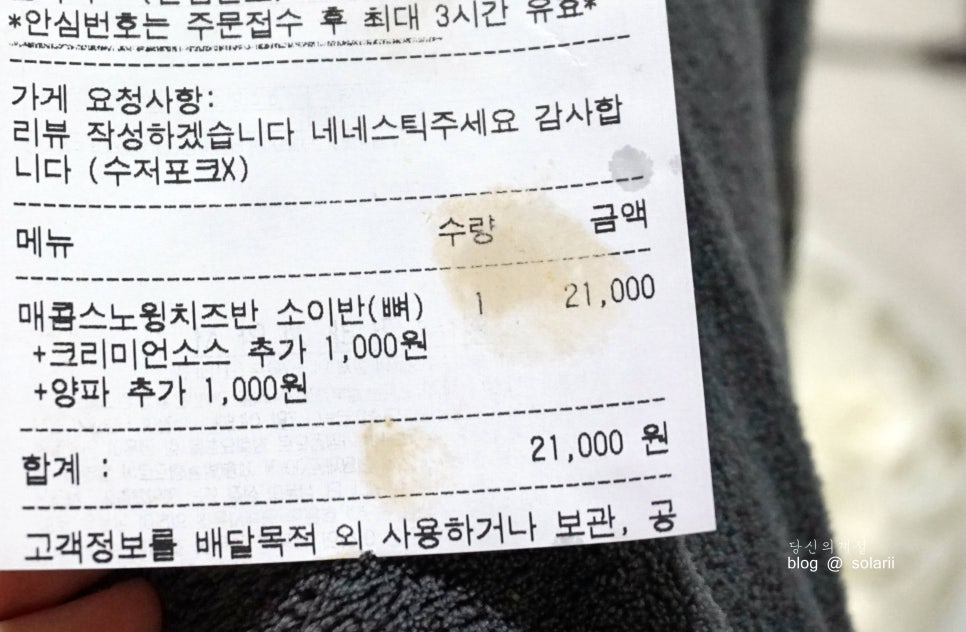 *안심번호는 주문접수 후 최대 3시간 유효*
가게 요청사항:
리뷰 작성하겠습니다 네네스틱주세요 감사합
니다 (수저포크X)
메뉴 수량 금액
매콤스노윙치즈반 소이반(뼈) 1 21,000
+크리미언소스 추가 1,000원
+양파 추가 1,000원
합계 : 21,000 원
고객정보를 배달목적 외 사용하거나 보관, 공
당신의개성
blog @ solarii